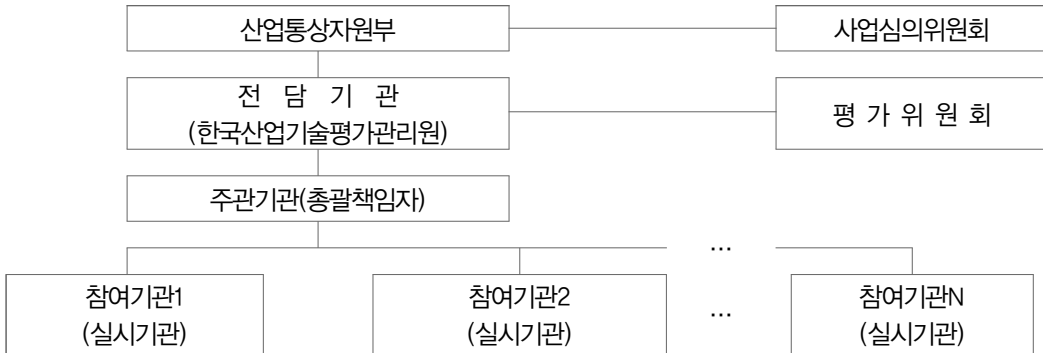 산업통상자원부
사업심의위원회
전 담 기 관
(한국산업기술평가관리원)
평 가 위 원 회
주관기관(총괄책임자)
...
참여기관1
(실시기관)
참여기관2
(실시기관)
...
참여기관N
(실시기관)